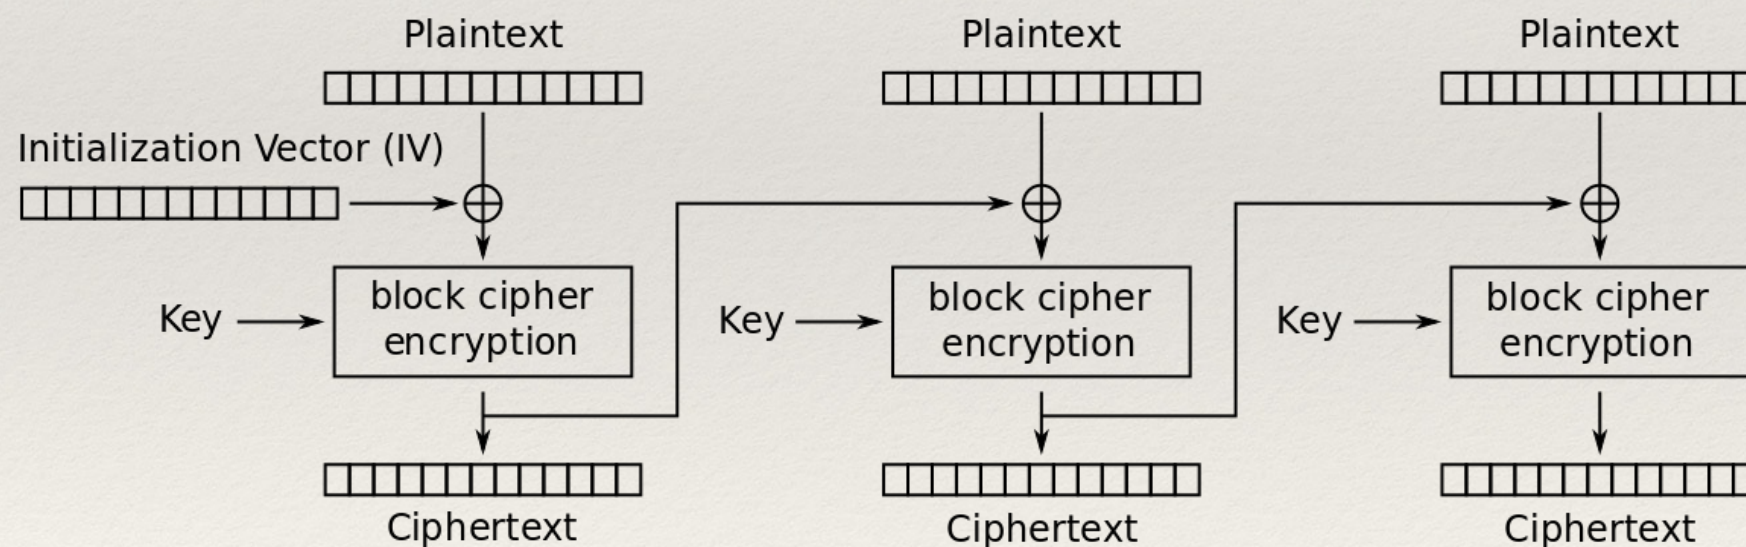 Plaintext
Plaintext
Plaintext
Initialization Vector (IV)
Key
block cipher
encryption
Key
block cipher
encryption
Key
block cipher
encryption
Ciphertext
Ciphertext
Ciphertext